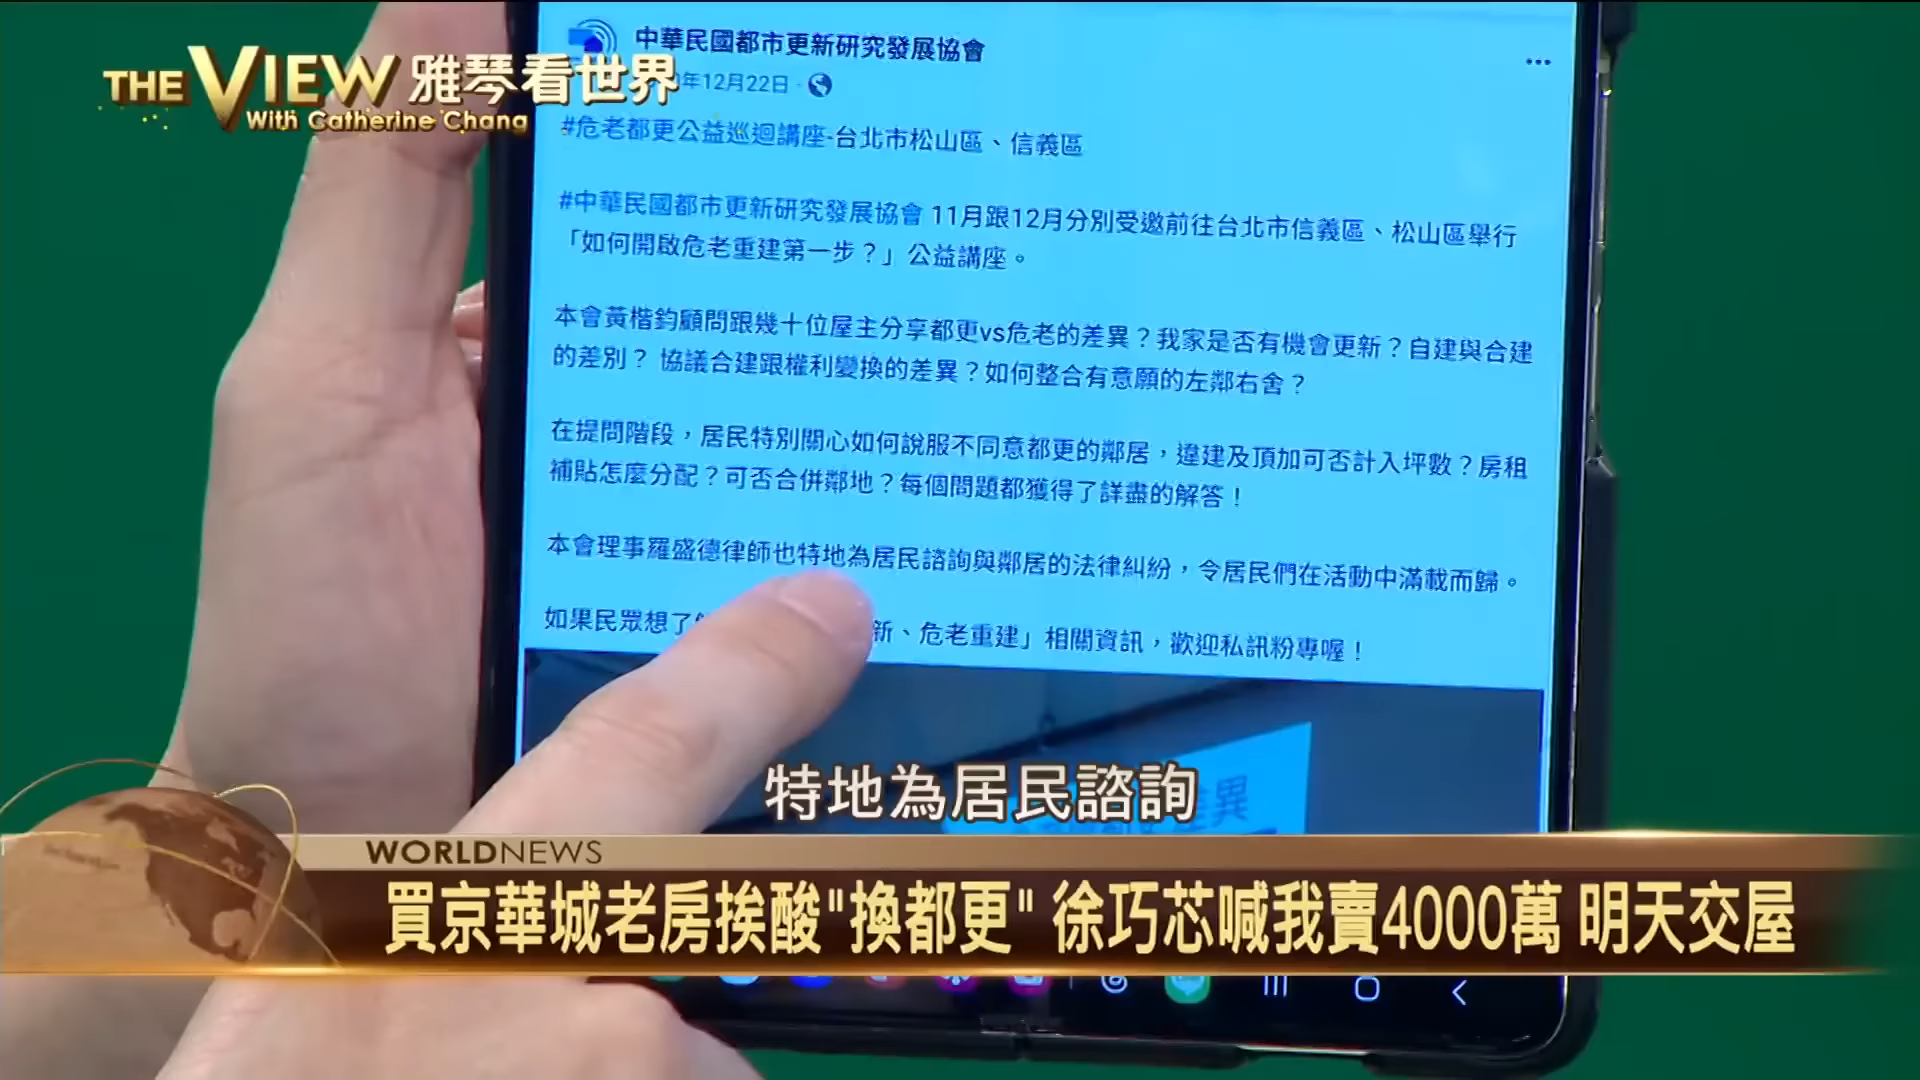 中華民國都市更新研究發展協會
年12月22日
THE VIEW 雅琴看世界
With Catherine Chang
#危老都更公益巡迴講座-台北市松山區、信義區
#中華民國都市更新研究發展協會 11月跟12月分別受邀前往台北市信義區、松山區舉行
「如何開啟危老重建第一步？」公益講座。
本會黃楷鈞顧問跟幾十位屋主分享都更vs危老的差異？我家是否有機會更新？自建與合建
的差別？ 協議合建跟權利變換的差異？如何整合有意願的左鄰右舍？
在提問階段，居民特別關心如何說服不同意都更的鄰居，違建及頂加可否計入坪數？房租
補貼怎麼分配？可否合併鄰地？每個問題都獲得了詳盡的解答！
本會理事羅盛德律師也特地為居民諮詢與鄰居的法律糾紛，令居民們在活動中滿載而歸。
如果民眾想了 新、危老重建」相關資訊，歡迎私訊粉專喔！
差異
特地為居民諮詢
WORLDNEWS
買京華城老房挨酸"換都更" 徐巧芯喊我賣4000萬 明天交屋